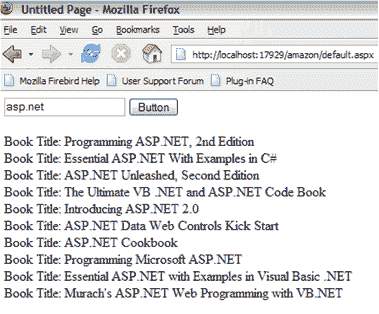 Untitled Page - Mozilla Firefox
File Edit View Go Bookmarks Tools Help
http://localhost:17929/amazon/default.aspx
Mozilla Firebird Help User Support Forum Plug-in FAQ
asp.net Button
Book Title: Programming ASP.NET, 2nd Edition
Book Title: Essential ASP.NET With Examples in C#
Book Title: ASP.NET Unleashed, Second Edition
Book Title: The Ultimate VB .NET and ASP.NET Code Book
Book Title: Introducing ASP.NET 2.0
Book Title: ASP.NET Data Web Controls Kick Start
Book Title: ASP.NET Cookbook
Book Title: Programming Microsoft ASP.NET
Book Title: Essential ASP.NET with Examples in Visual Basic .NET
Book Title: Murach's ASP.NET Web Programming with VB.NET